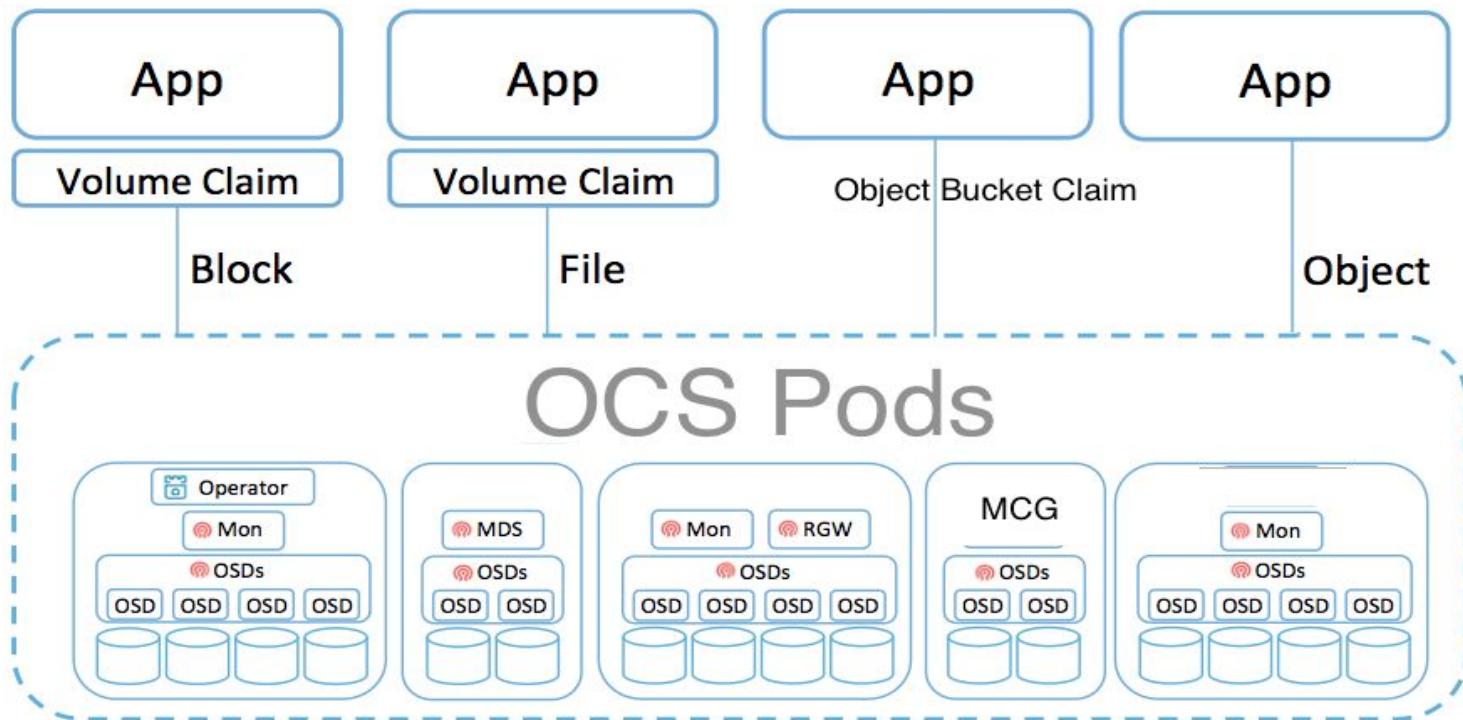 App App App App
Volume Claim Volume Claim Object Bucket Claim
Block File Object
OCS Pods
Operator
Mon
OSDs
OSD OSD OSD OSD
MDS
OSDs
OSD OSD
Mon RGW
OSDs
OSD OSD OSD OSD
MCG
OSDs
OSD OSD
Mon
OSDs
OSD OSD OSD OSD